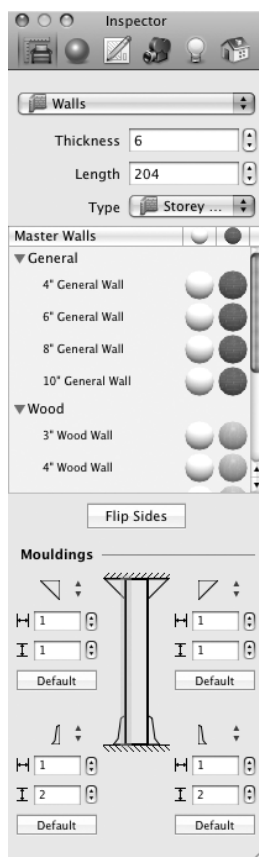 Inspector
Walls
Thickness 6
Length 204
Type Storey ...
Master Walls
General
4" General Wall
6" General Wall
8" General Wall
10" General Wall
Wood
3" Wood Wall
4" Wood Wall
Flip Sides
Mouldings
1 1
1 1
Default Default
1 1
2 2
Default Default